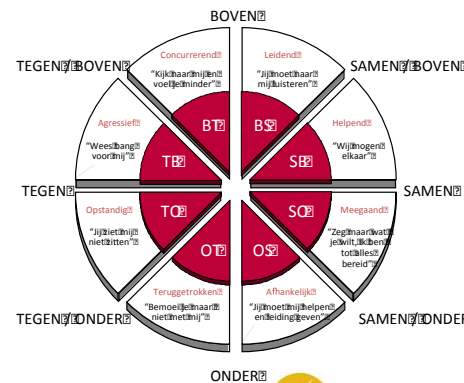 BOVEN
TEGEN/BOVEN
SAMEN/BOVEN
Concurrerend
"Kijk naar mij en
voel je minder"
BT
Leidend
"Jij moet naar
mij luisteren"
BS
Agressief
"Wees bang
voor mij"
TB
Helpend
"Wij mogen
elkaar"
SB
TEGEN
SAMEN
Opstandig
"Jij ziet mij
niet zitten"
TO
Meegaand
"Zeg maar wat
je wilt, Ik ben
tot alles
bereid"
SO
Teruggetrokken
"Bemoei je maar
niet met mij"
OT
Afhankelijk
"Jij moet mij helpen
en leiding geven"
OS
TEGEN/ONDER
SAMEN/ONDER
ONDER